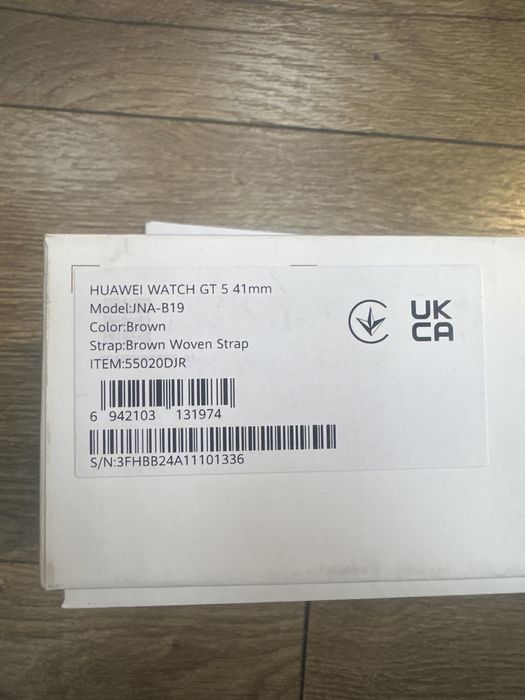 HUAWEI WATCH GT 5 41mm
Model:JNA-B19
Color:Brown
Strap:Brown Woven Strap
ITEM:55020DJR
6 942103 131974
S/N:3FHBB24A11101336
UK
CA